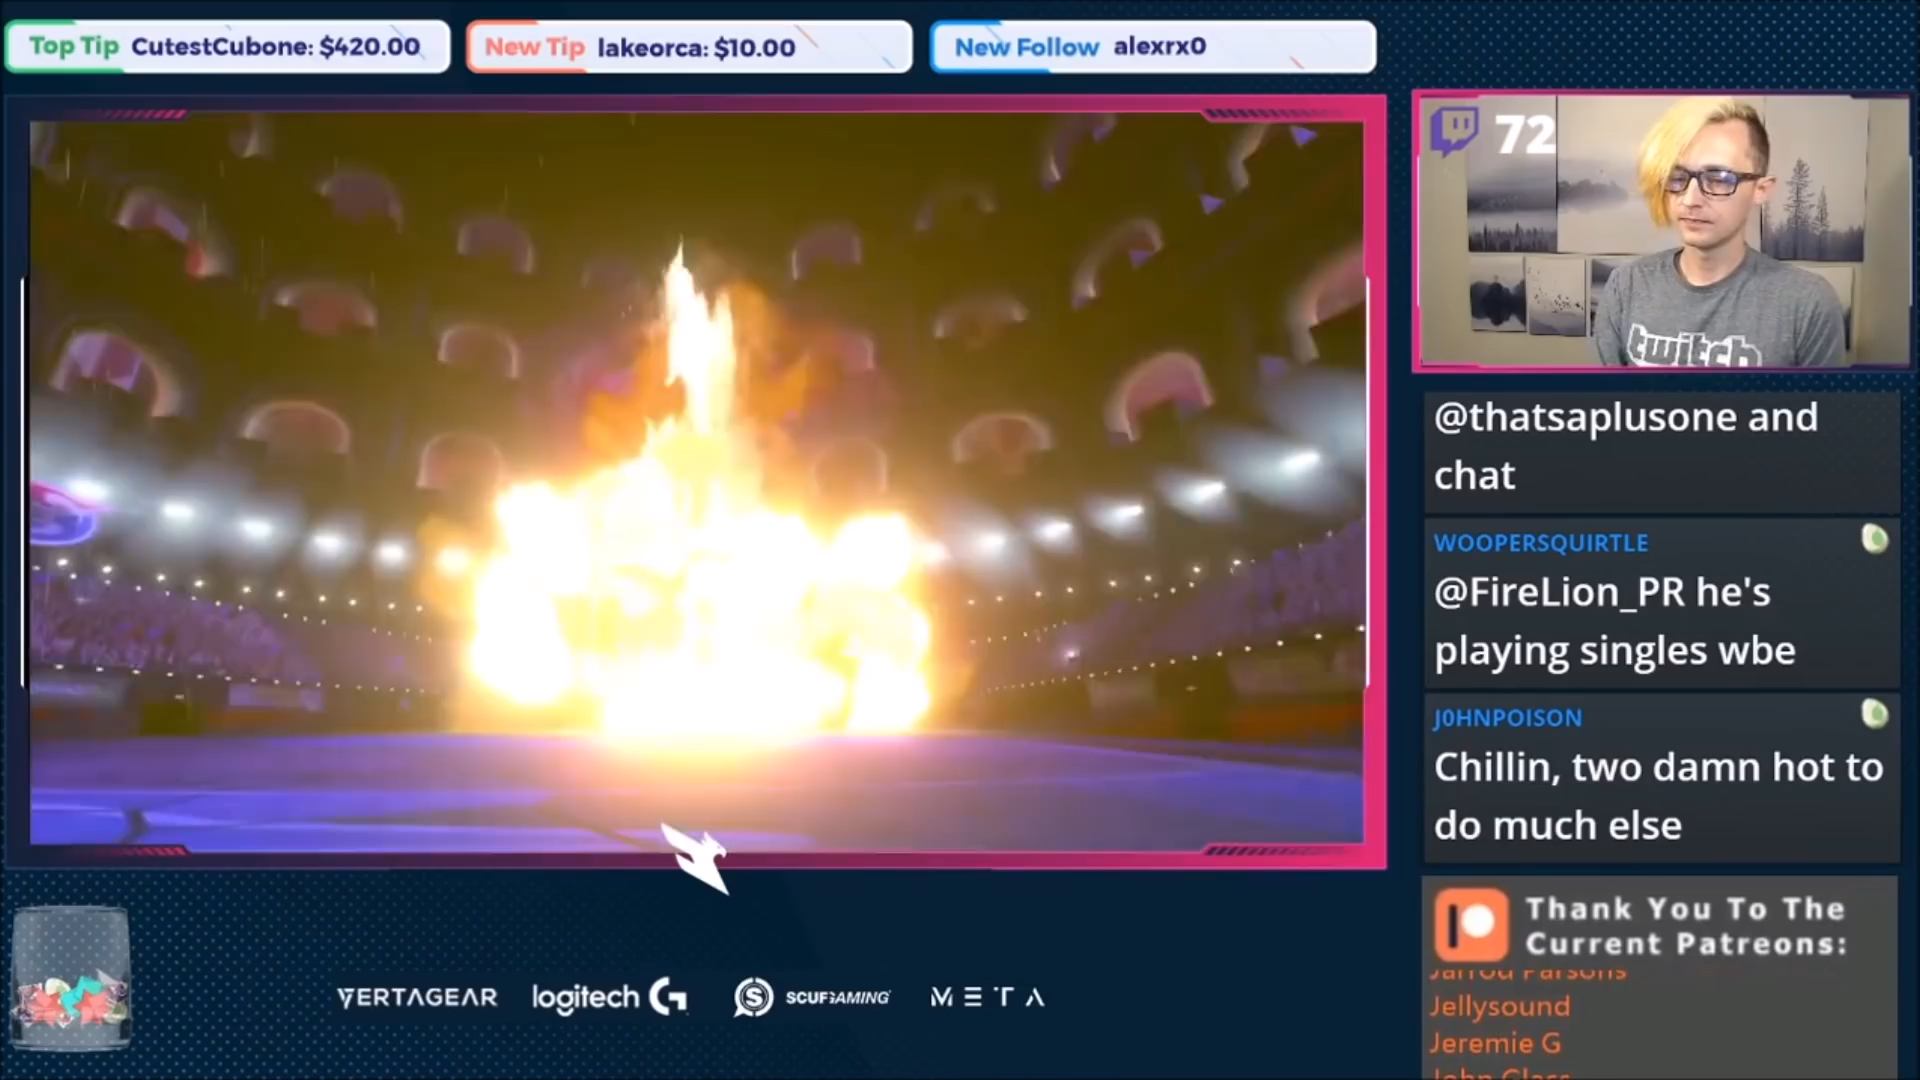 Top Tip CutestCubone: $420.00
New Tip lakeorca: $10.00
New Follow alexrx0
72
twitch
@thatsaplusone and
chat
WOOPERSQUIRTLE
@FireLion_PR he's
playing singles wbe
J0HNPOISON
Chillin, two damn hot to
do much else
Thank You To The
Current Patreons:
Jarrod Parsons
Jellysound
Jeremie G
VERTAGEAR
logitech G
SCUFGAMING
META